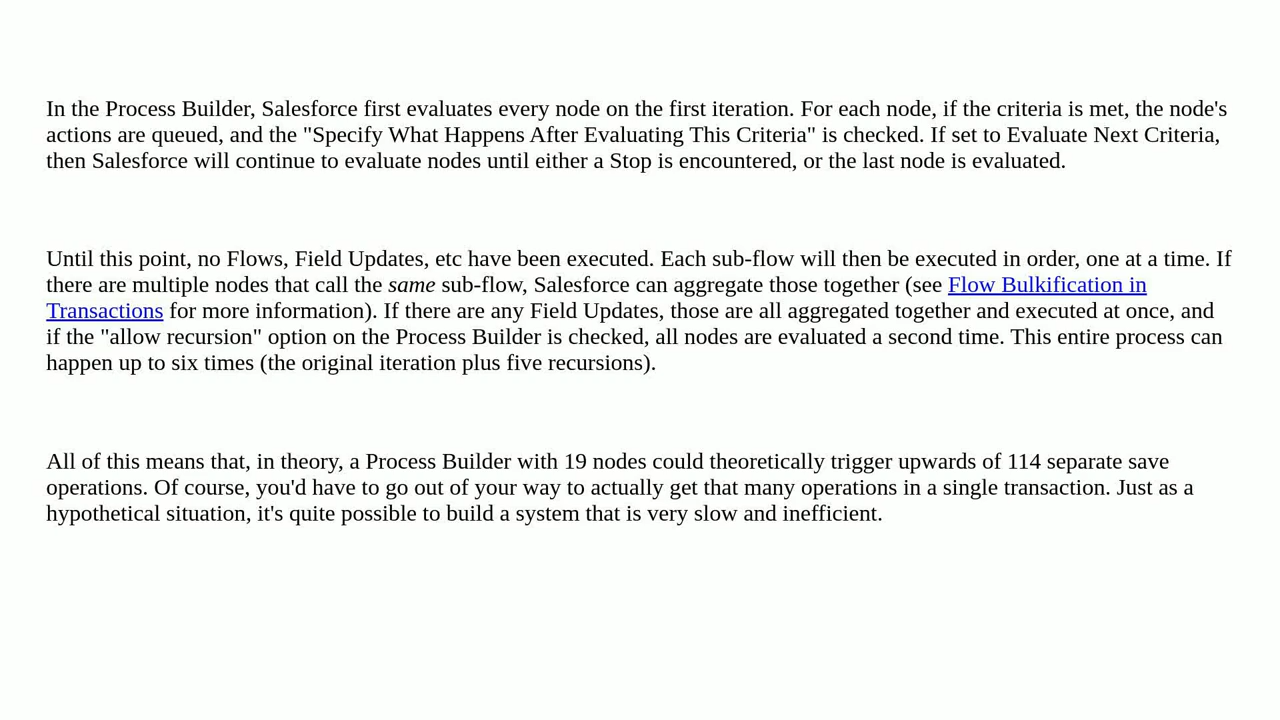 In the Process Builder, Salesforce first evaluates every node on the first iteration. For each node, if the criteria is met, the node's
actions are queued, and the "Specify What Happens After Evaluating This Criteria" is checked. If set to Evaluate Next Criteria,
then Salesforce will continue to evaluate nodes until either a Stop is encountered, or the last node is evaluated.
Until this point, no Flows, Field Updates, etc have been executed. Each sub-flow will then be executed in order, one at a time. If
there are multiple nodes that call the same sub-flow, Salesforce can aggregate those together (see Flow Bulkification in
Transactions for more information). If there are any Field Updates, those are all aggregated together and executed at once, and
if the "allow recursion" option on the Process Builder is checked, all nodes are evaluated a second time. This entire process can
happen up to six times (the original iteration plus five recursions).
All of this means that, in theory, a Process Builder with 19 nodes could theoretically trigger upwards of 114 separate save
operations. Of course, you'd have to go out of your way to actually get that many operations in a single transaction. Just as a
hypothetical situation, it's quite possible to build a system that is very slow and inefficient.